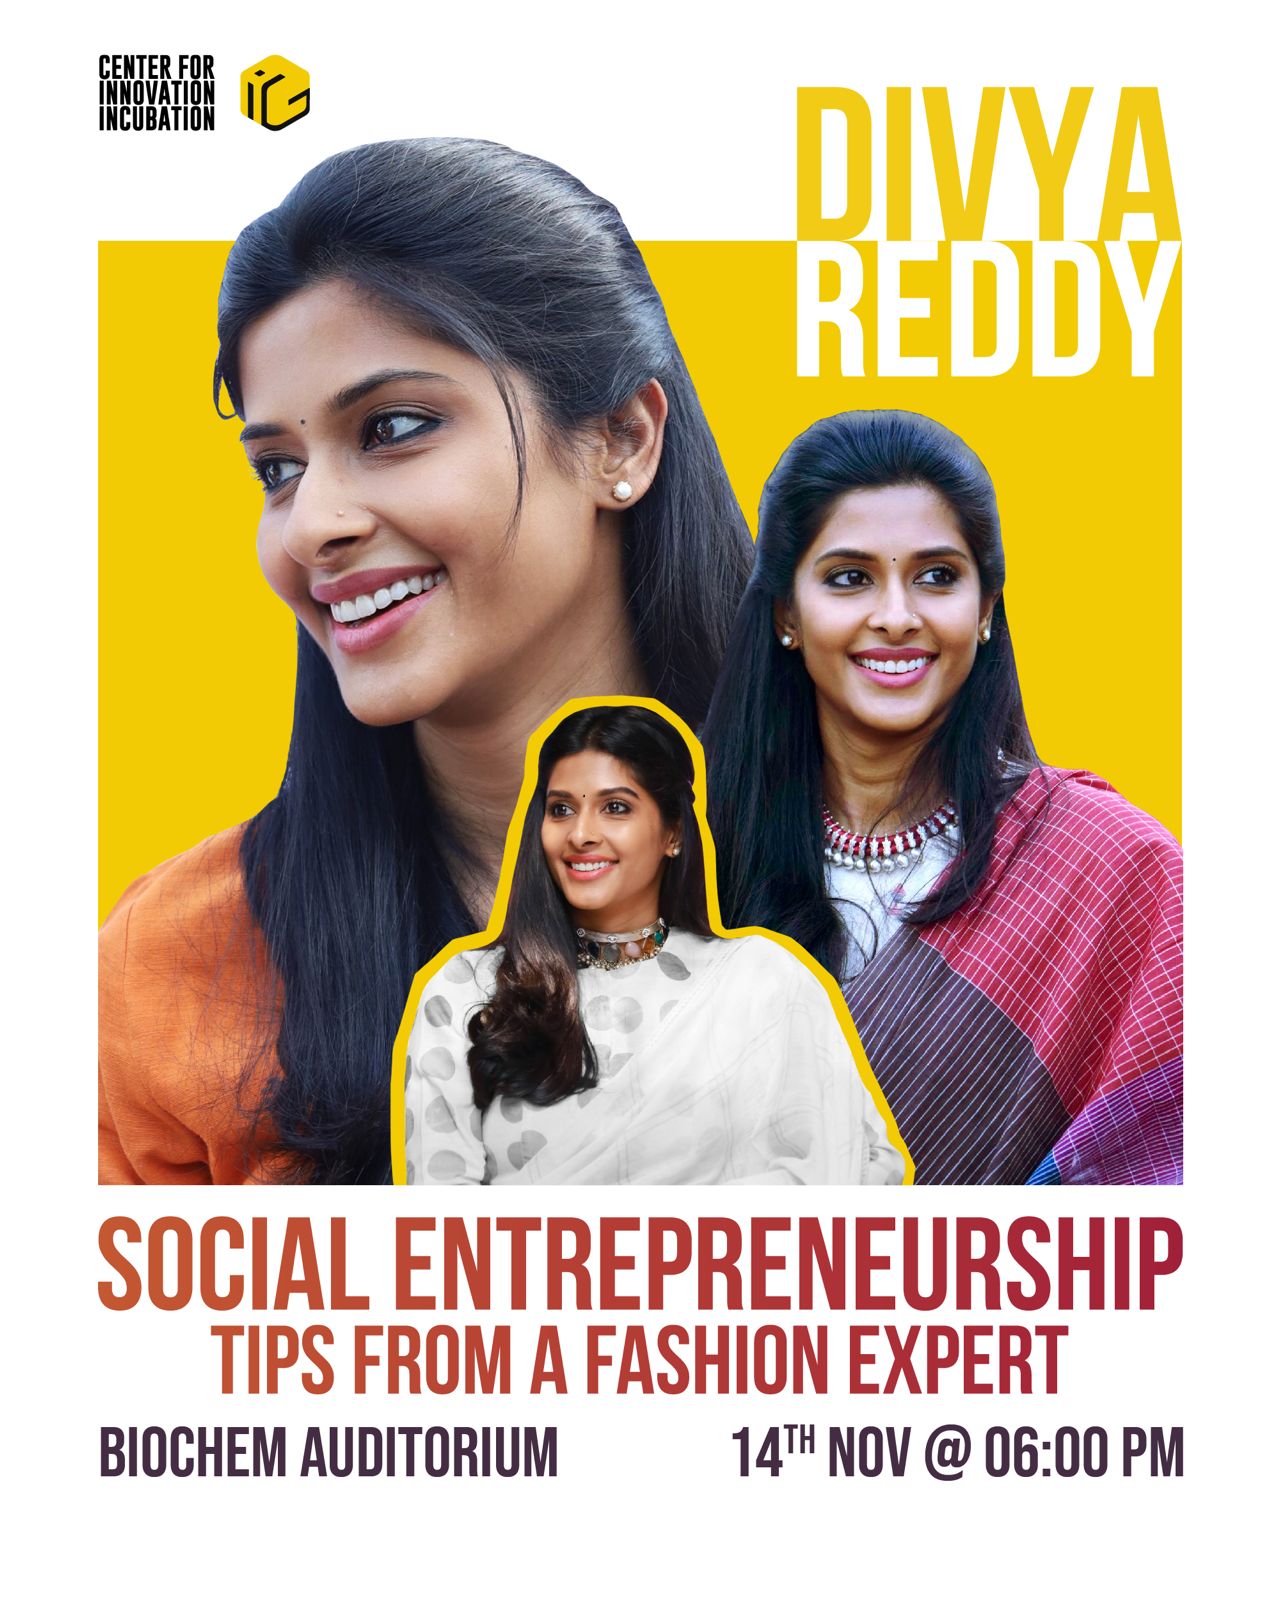 CENTER FOR
INNOVATION
INCUBATION
DIVYA
REDDY
SOCIAL ENTREPRENEURSHIP
TIPS FROM A FASHION EXPERT
BIOCHEM AUDITORIUM
14TH NOV @ 06:00 PM